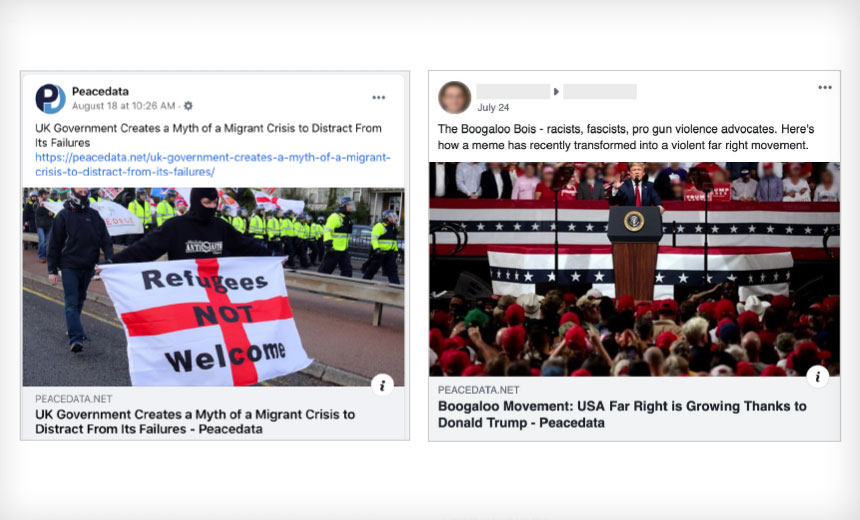 Peacedata
August 18 at 10:26 AM ·
UK Government Creates a Myth of a Migrant Crisis to Distract From
Its Failures
https://peacedata.net/uk-government-creates-a-myth-of-a-migrant-
crisis-to-distract-from-its-failures/
Refugees
NOT
Welcome
i
PEACEDATA.NET
UK Government Creates a Myth of a Migrant Crisis to
Distract From Its Failures - Peacedata
July 24
The Boogaloo Bois - racists, fascists, pro gun violence advocates. Here's
how a meme has recently transformed into a violent far right movement.
TRUMP
i
PEACEDATA.NET
Boogaloo Movement: USA Far Right is Growing Thanks to
Donald Trump - Peacedata